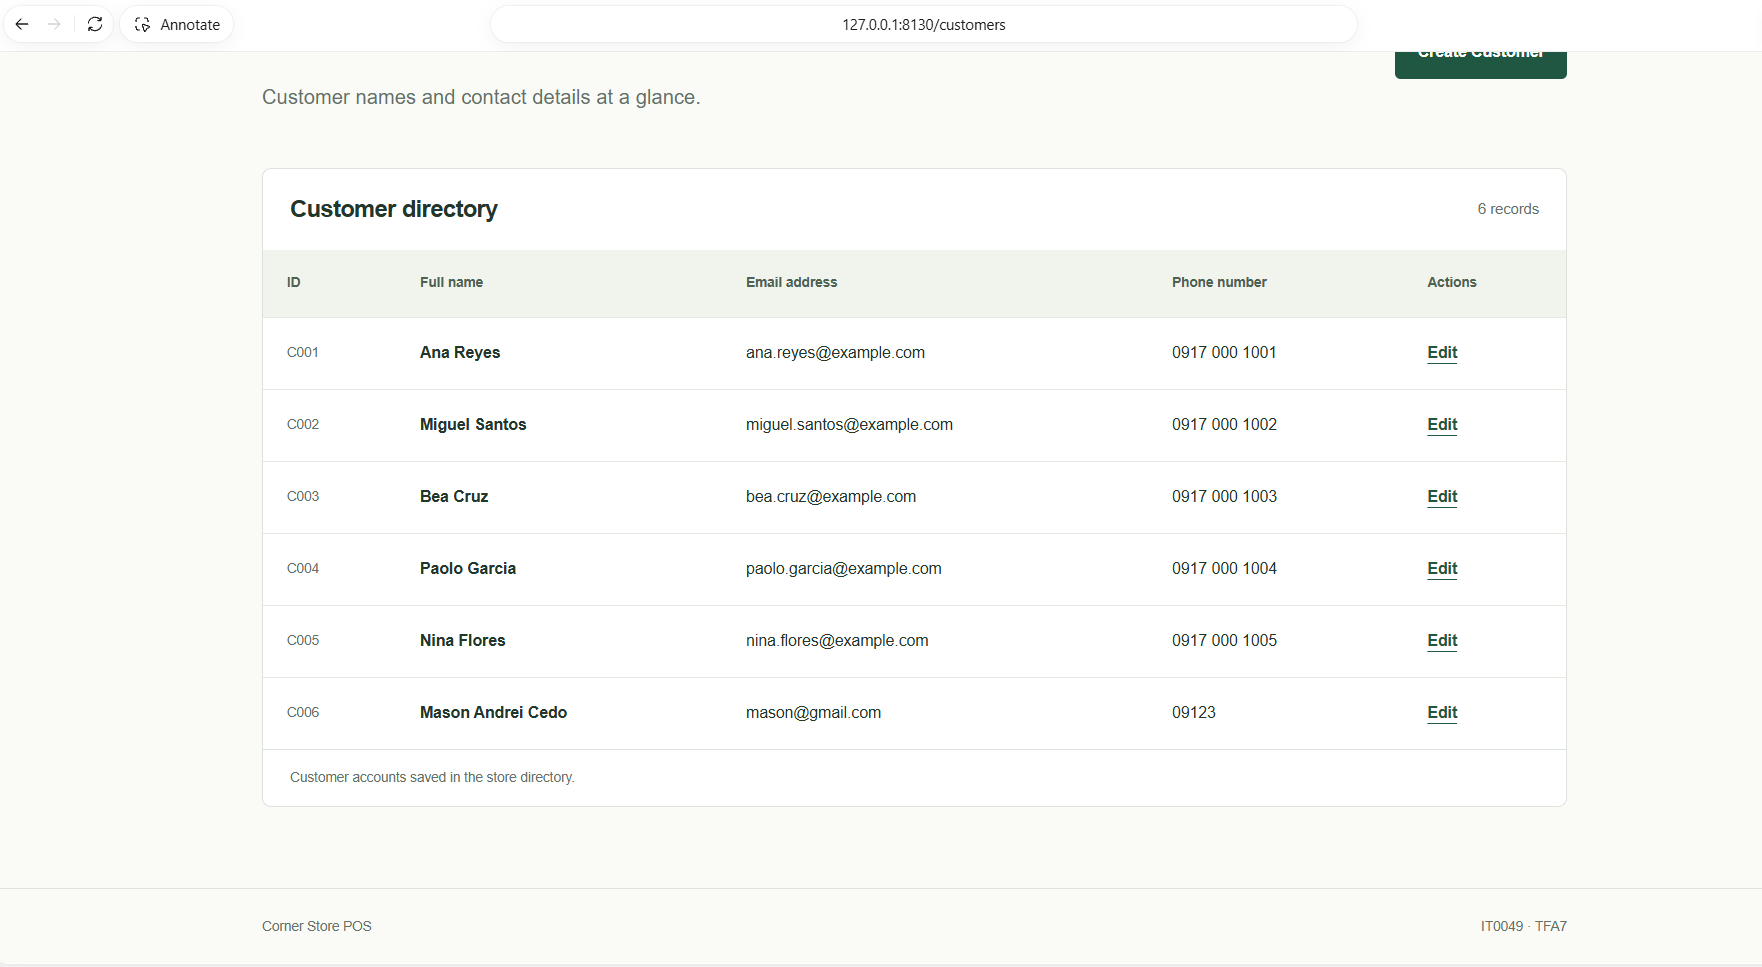 Annotate
127.0.0.1:8130/customers
Create Customer
Customer names and contact details at a glance.
Customer directory
6 records
ID Full name Email address Phone number Actions
C001 Ana Reyes ana.reyes@example.com 0917 000 1001 Edit
C002 Miguel Santos miguel.santos@example.com 0917 000 1002 Edit
C003 Bea Cruz bea.cruz@example.com 0917 000 1003 Edit
C004 Paolo Garcia paolo.garcia@example.com 0917 000 1004 Edit
C005 Nina Flores nina.flores@example.com 0917 000 1005 Edit
C006 Mason Andrei Cedo mason@gmail.com 09123 Edit
Customer accounts saved in the store directory.
Corner Store POS
IT0049 · TFA7